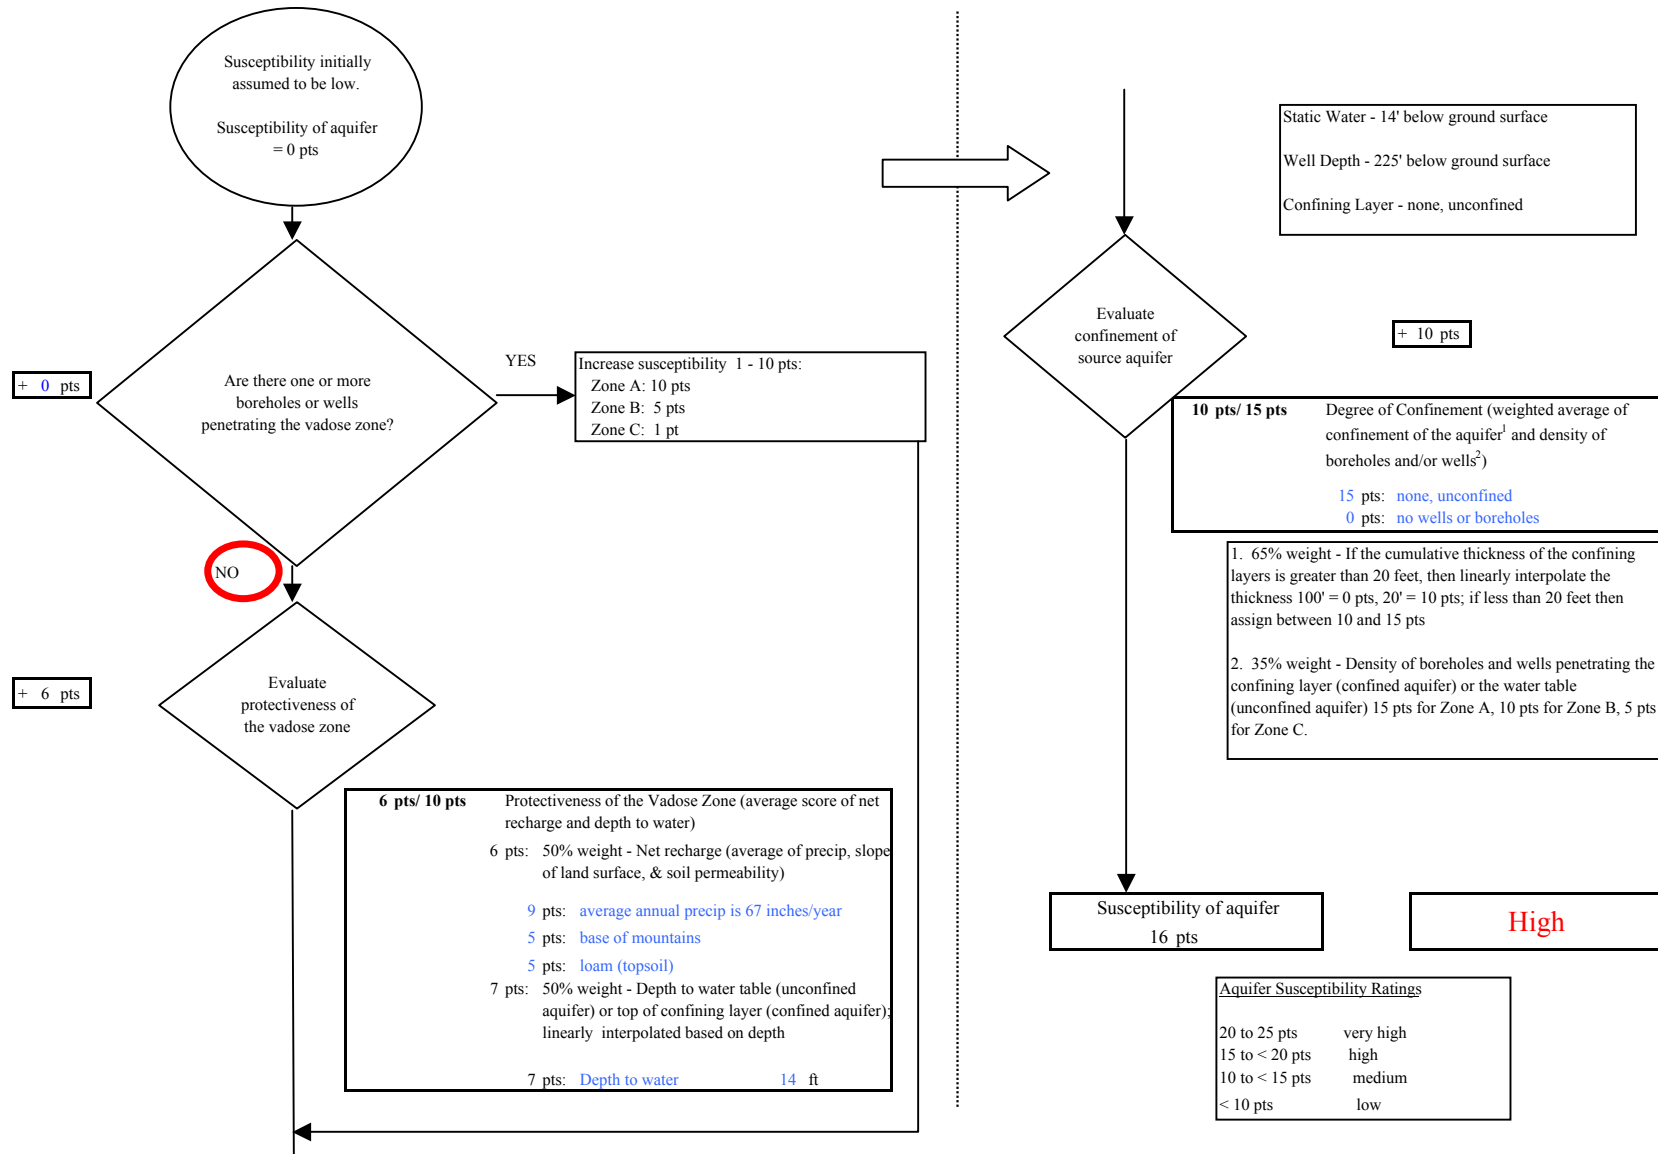 Susceptibility initially
assumed to be low.
Susceptibility of aquifer
= 0 pts
+ 0 pts
Are there one or more
boreholes or wells
penetrating the vadose zone?
YES
Increase susceptibility 1 - 10 pts:
Zone A: 10 pts
Zone B: 5 pts
Zone C: 1 pt
NO
+ 6 pts
Evaluate
protectiveness of
the vadose zone
6 pts/ 10 pts Protectiveness of the Vadose Zone (average score of net
recharge and depth to water)
6 pts: 50% weight - Net recharge (average of precip, slope
of land surface, & soil permeability)
9 pts: average annual precip is 67 inches/year
5 pts: base of mountains
5 pts: loam (topsoil)
7 pts: 50% weight - Depth to water table (unconfined
aquifer) or top of confining layer (confined aquifer);
linearly interpolated based on depth
7 pts: Depth to water 14 ft
Static Water - 14' below ground surface
Well Depth - 225' below ground surface
Confining Layer - none, unconfined
Evaluate
confinement of
source aquifer
+ 10 pts
10 pts/ 15 pts Degree of Confinement (weighted average of
confinement of the aquifer1 and density of
boreholes and/or wells2)
15 pts: none, unconfined
0 pts: no wells or boreholes
1. 65% weight - If the cumulative thickness of the confining
layers is greater than 20 feet, then linearly interpolate the
thickness 100' = 0 pts, 20' = 10 pts; if less than 20 feet then
assign between 10 and 15 pts
2. 35% weight - Density of boreholes and wells penetrating the
confining layer (confined aquifer) or the water table
(unconfined aquifer) 15 pts for Zone A, 10 pts for Zone B, 5 pts
for Zone C.
Susceptibility of aquifer
16 pts
High
Aquifer Susceptibility Ratings
20 to 25 pts very high
15 to < 20 pts high
10 to < 15 pts medium
< 10 pts low